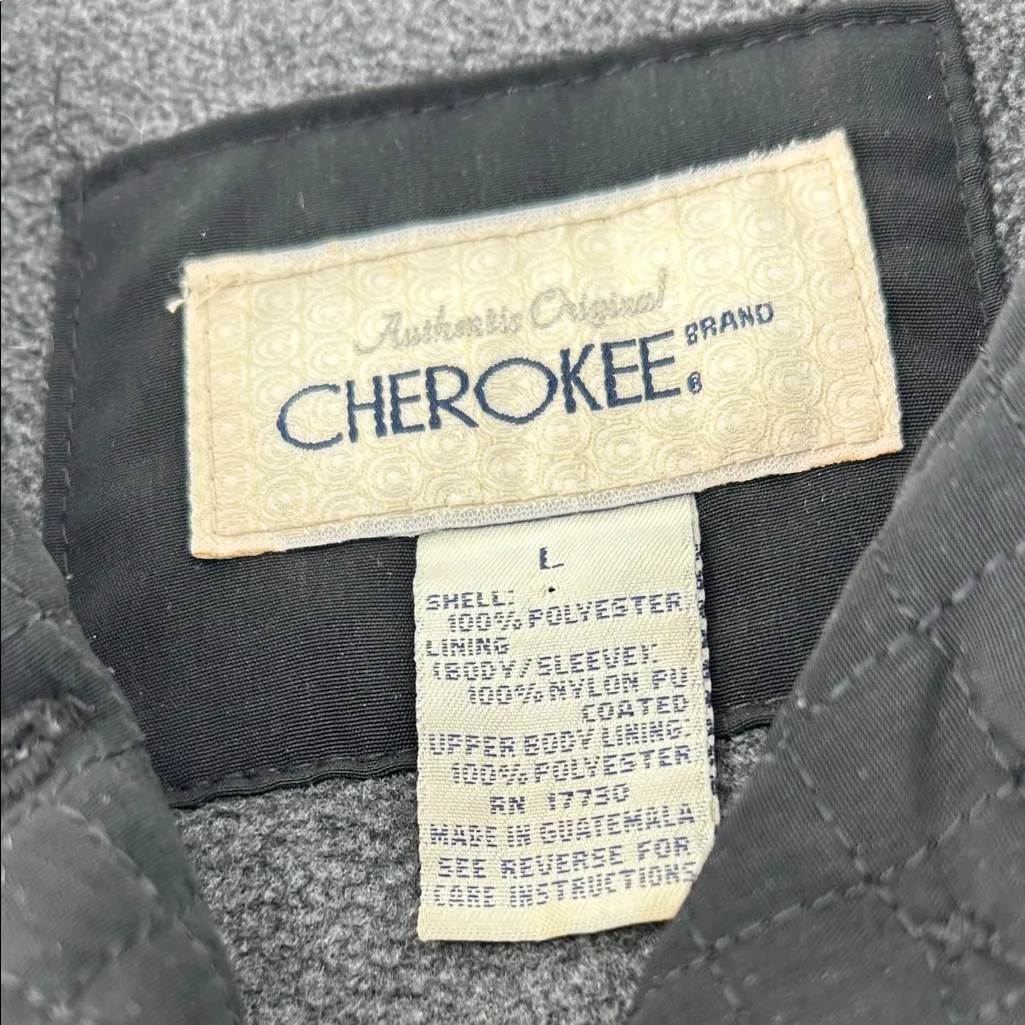 Authentic Original
CHEROKEE® BRAND
L
SHELL:
100% POLYESTER
LINING
(BODY/SLEEVE):
100% NYLON PU
COATED
UPPER BODY LINING:
100% POLYESTER
RN 17730
MADE IN GUATEMALA
SEE REVERSE FOR
CARE INSTRUCTIONS